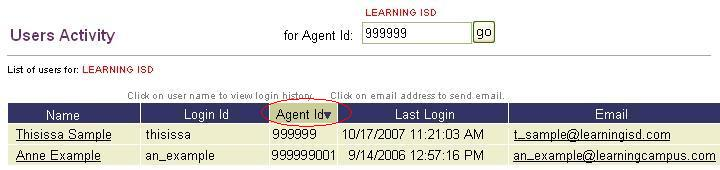 LEARNING ISD
Users Activity for Agent Id: 999999 go
List of users for: LEARNING ISD
Click on user name to view login history. Click on email address to send email.
Name Login Id Agent Id▼ Last Login Email
Thisissa Sample thisissa 999999 10/17/2007 11:21:03 AM t_sample@learningisd.com
Anne Example an_example 999999001 9/14/2006 12:57:16 PM an_example@learningcampus.com